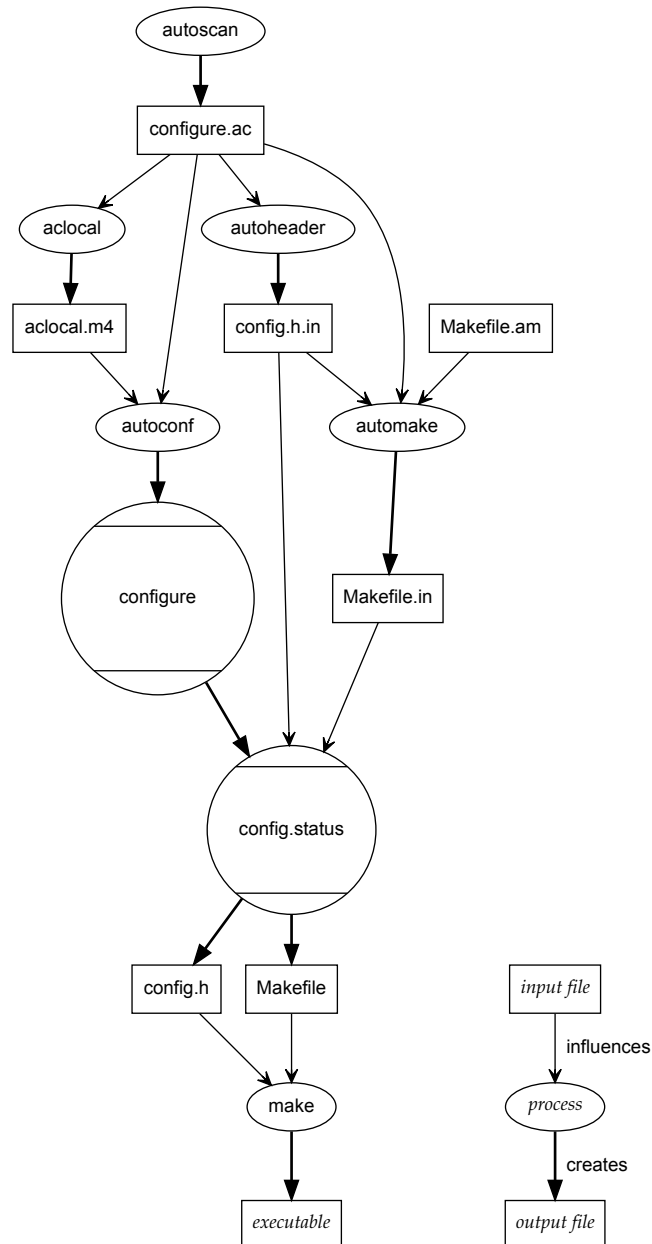 autoscan
configure.ac
aclocal
autoheader
aclocal.m4
config.h.in
Makefile.am
autoconf
automake
configure
Makefile.in
config.status
config.h
Makefile
input file
influences
make
process
creates
executable
output file